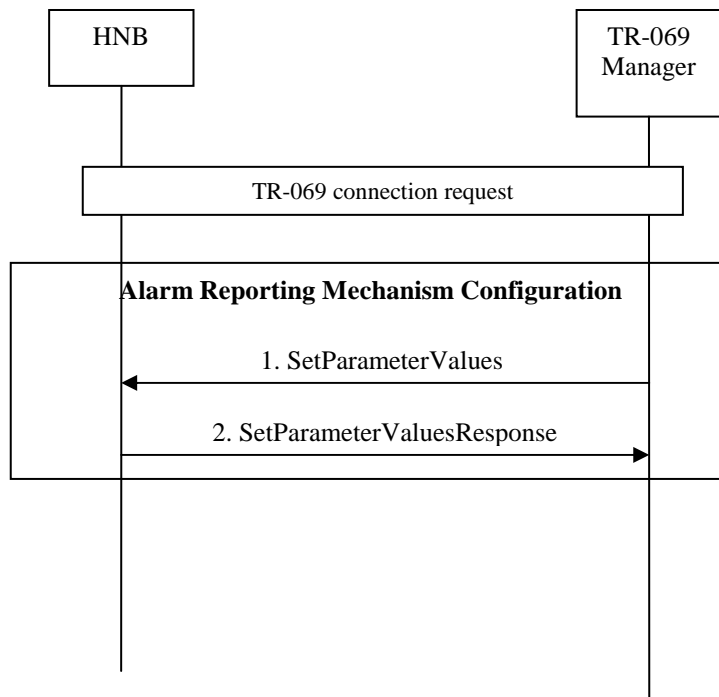 HNB
TR-069
Manager
TR-069 connection request
Alarm Reporting Mechanism Configuration
1. SetParameterValues
2. SetParameterValuesResponse